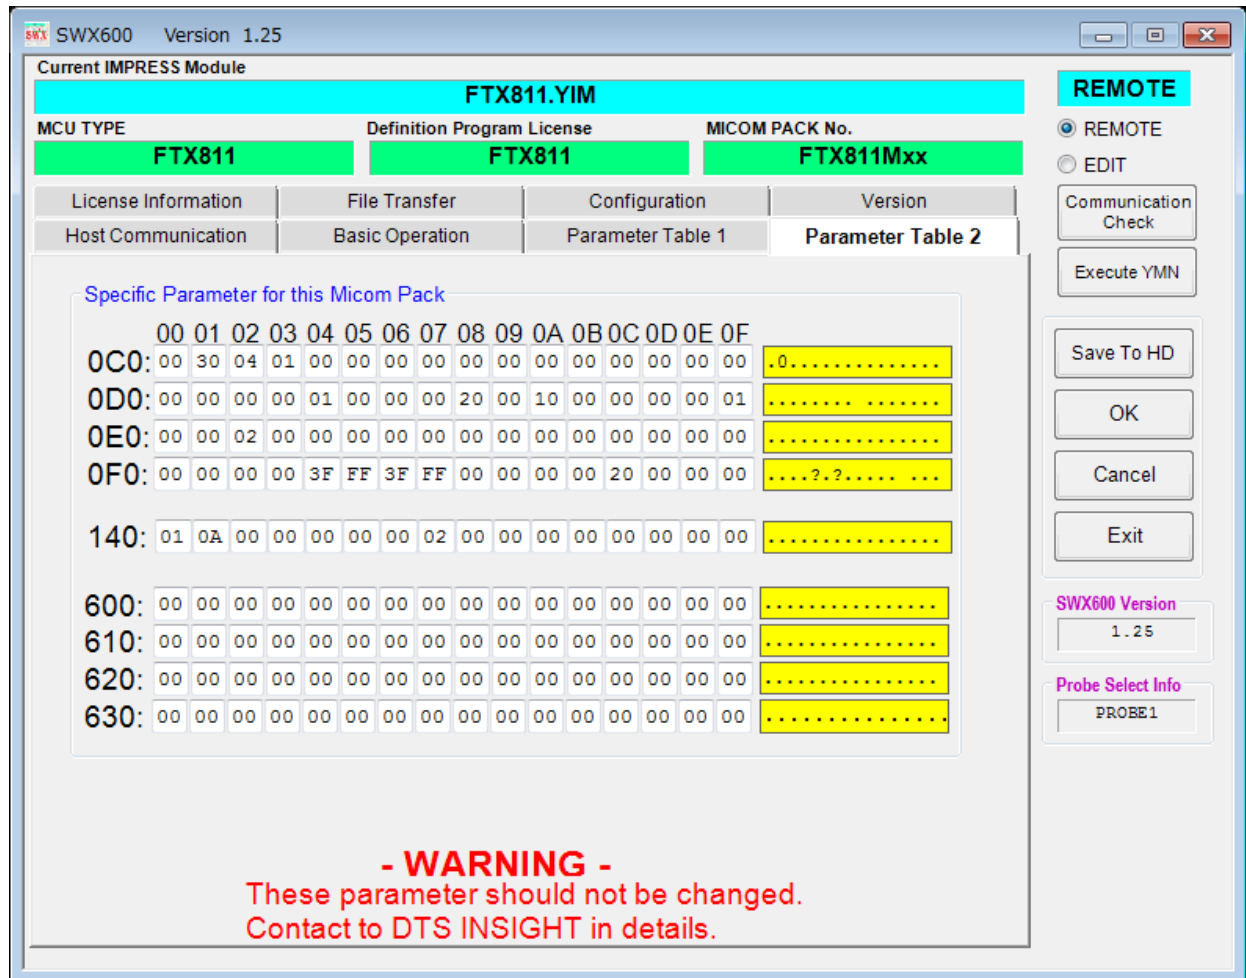 SWX600 Version 1.25
Current IMPRESS Module
FTX811.YIM
MCU TYPE Definition Program License MICOM PACK No.
FTX811 FTX811 FTX811Mxx
License Information File Transfer Configuration Version
Host Communication Basic Operation Parameter Table 1 Parameter Table 2
Specific Parameter for this Micom Pack
00 01 02 03 04 05 06 07 08 09 0A 0B 0C 0D 0E 0F
0C0: 00 30 04 01 00 00 00 00 00 00 00 00 00 00 00 00 .0..............
0D0: 00 00 00 00 01 00 00 00 20 00 10 00 00 00 00 01 ........ .......
0E0: 00 00 02 00 00 00 00 00 00 00 00 00 00 00 00 00 ................
0F0: 00 00 00 00 3F FF 3F FF 00 00 00 00 20 00 00 00 ....?.?..... ...
140: 01 0A 00 00 00 00 00 02 00 00 00 00 00 00 00 00 ................
600: 00 00 00 00 00 00 00 00 00 00 00 00 00 00 00 00 ................
610: 00 00 00 00 00 00 00 00 00 00 00 00 00 00 00 00 ................
620: 00 00 00 00 00 00 00 00 00 00 00 00 00 00 00 00 ................
630: 00 00 00 00 00 00 00 00 00 00 00 00 00 00 00 00 ................
- WARNING -
These parameter should not be changed.
Contact to DTS INSIGHT in details.
REMOTE
REMOTE
EDIT
Communication
Check
Execute YMN
Save To HD
OK
Cancel
Exit
SWX600 Version
1.25
Probe Select Info
PROBE1